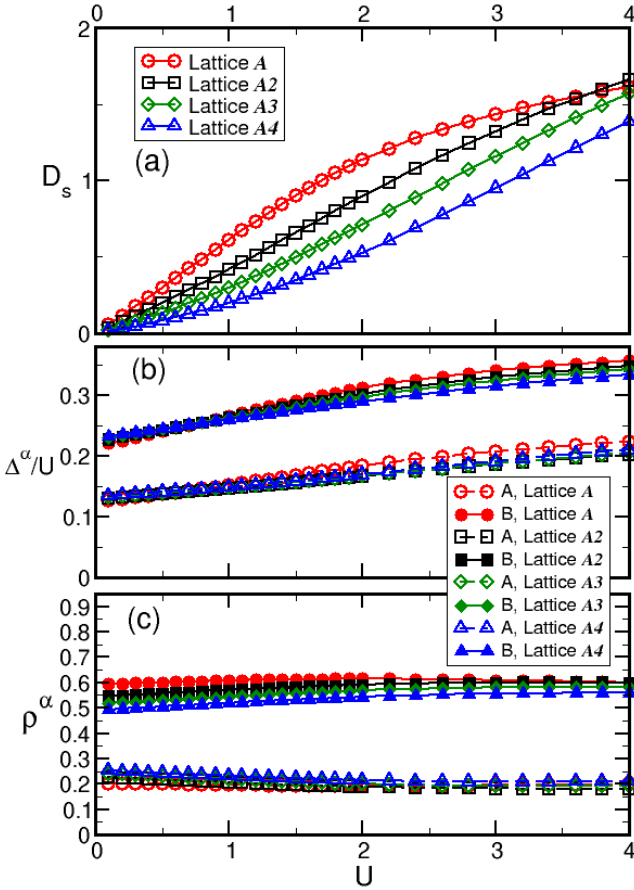 0 1 2 3 4
2
1
0
D_s
Lattice A
Lattice A2
Lattice A3
Lattice A4
(a)
0.3
0.2
0.1
0
Δ^α/U
(b)
A, Lattice A
B, Lattice A
A, Lattice A2
B, Lattice A2
A, Lattice A3
B, Lattice A3
A, Lattice A4
B, Lattice A4
0.9
0.8
0.7
0.6
0.5
0.4
0.3
0.2
0.1
0
ρ^α
(c)
0 1 2 3 4
U